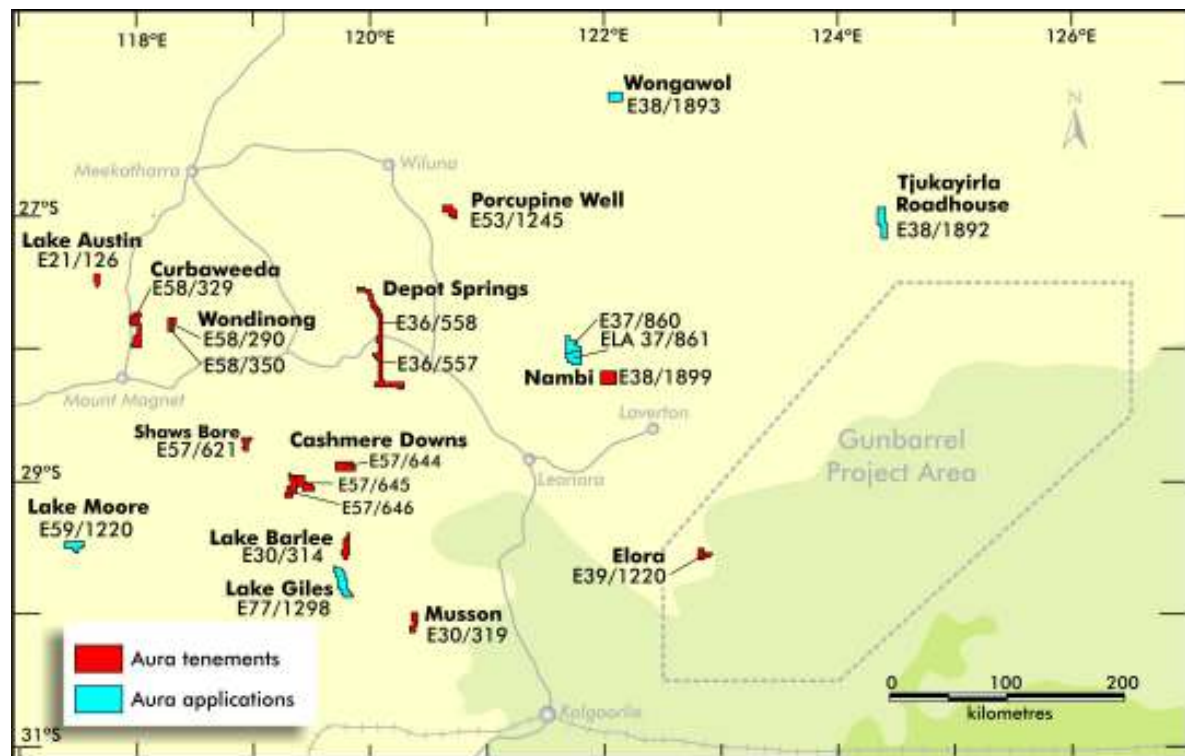 118°E
120°E
122°E
124°E
126°E
Wongawol
E38/1893
N
Meekatharra
Wiluna
Porcupine Well
E53/1245
Tjukayirla
Roadhouse
E38/1892
27°S
Lake Austin
E21/126
Curbaweeda
E58/329
Wondinong
E58/290
E58/350
Depot Springs
E36/558
E36/557
E37/860
ELA 37/861
Nambi
E38/1899
Mount Magnet
Laverton
Shaws Bore
E57/621
Cashmere Downs
E57/644
E57/645
E57/646
Leonora
Gunbarrel
Project Area
29°S
Lake Moore
E59/1220
Lake Barlee
E30/314
Lake Giles
E77/1298
Elora
E39/1220
Musson
E30/319
Aura tenements
Aura applications
Kalgoorlie
0 100 200
kilometres
31°S